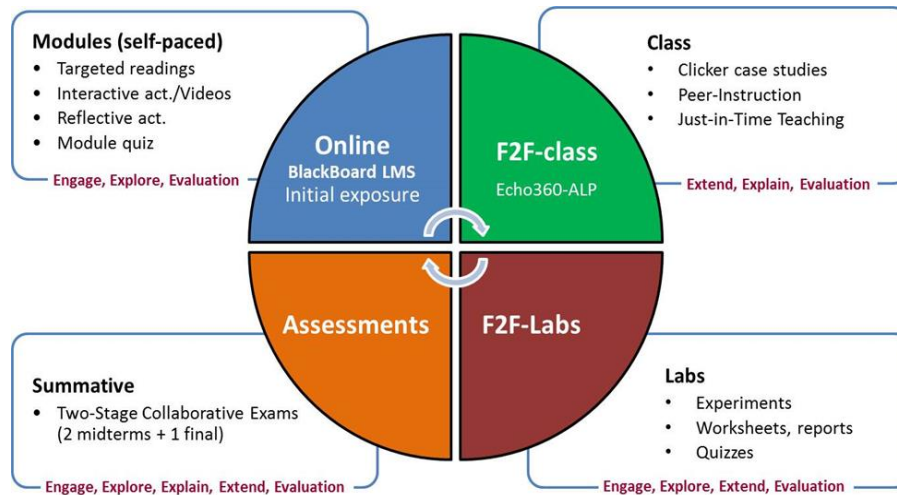 Modules (self-paced)
• Targeted readings
• Interactive act./Videos
• Reflective act.
• Module quiz
Engage, Explore, Evaluation
Online
BlackBoard LMS
Initial exposure
F2F-class
Echo360-ALP
Class
• Clicker case studies
• Peer-Instruction
• Just-in-Time Teaching
Extend, Explain, Evaluation
Assessments
F2F-Labs
Summative
• Two-Stage Collaborative Exams
(2 midterms + 1 final)
Engage, Explore, Explain, Extend, Evaluation
Labs
• Experiments
• Worksheets, reports
• Quizzes
Engage, Explore, Extend, Evaluation